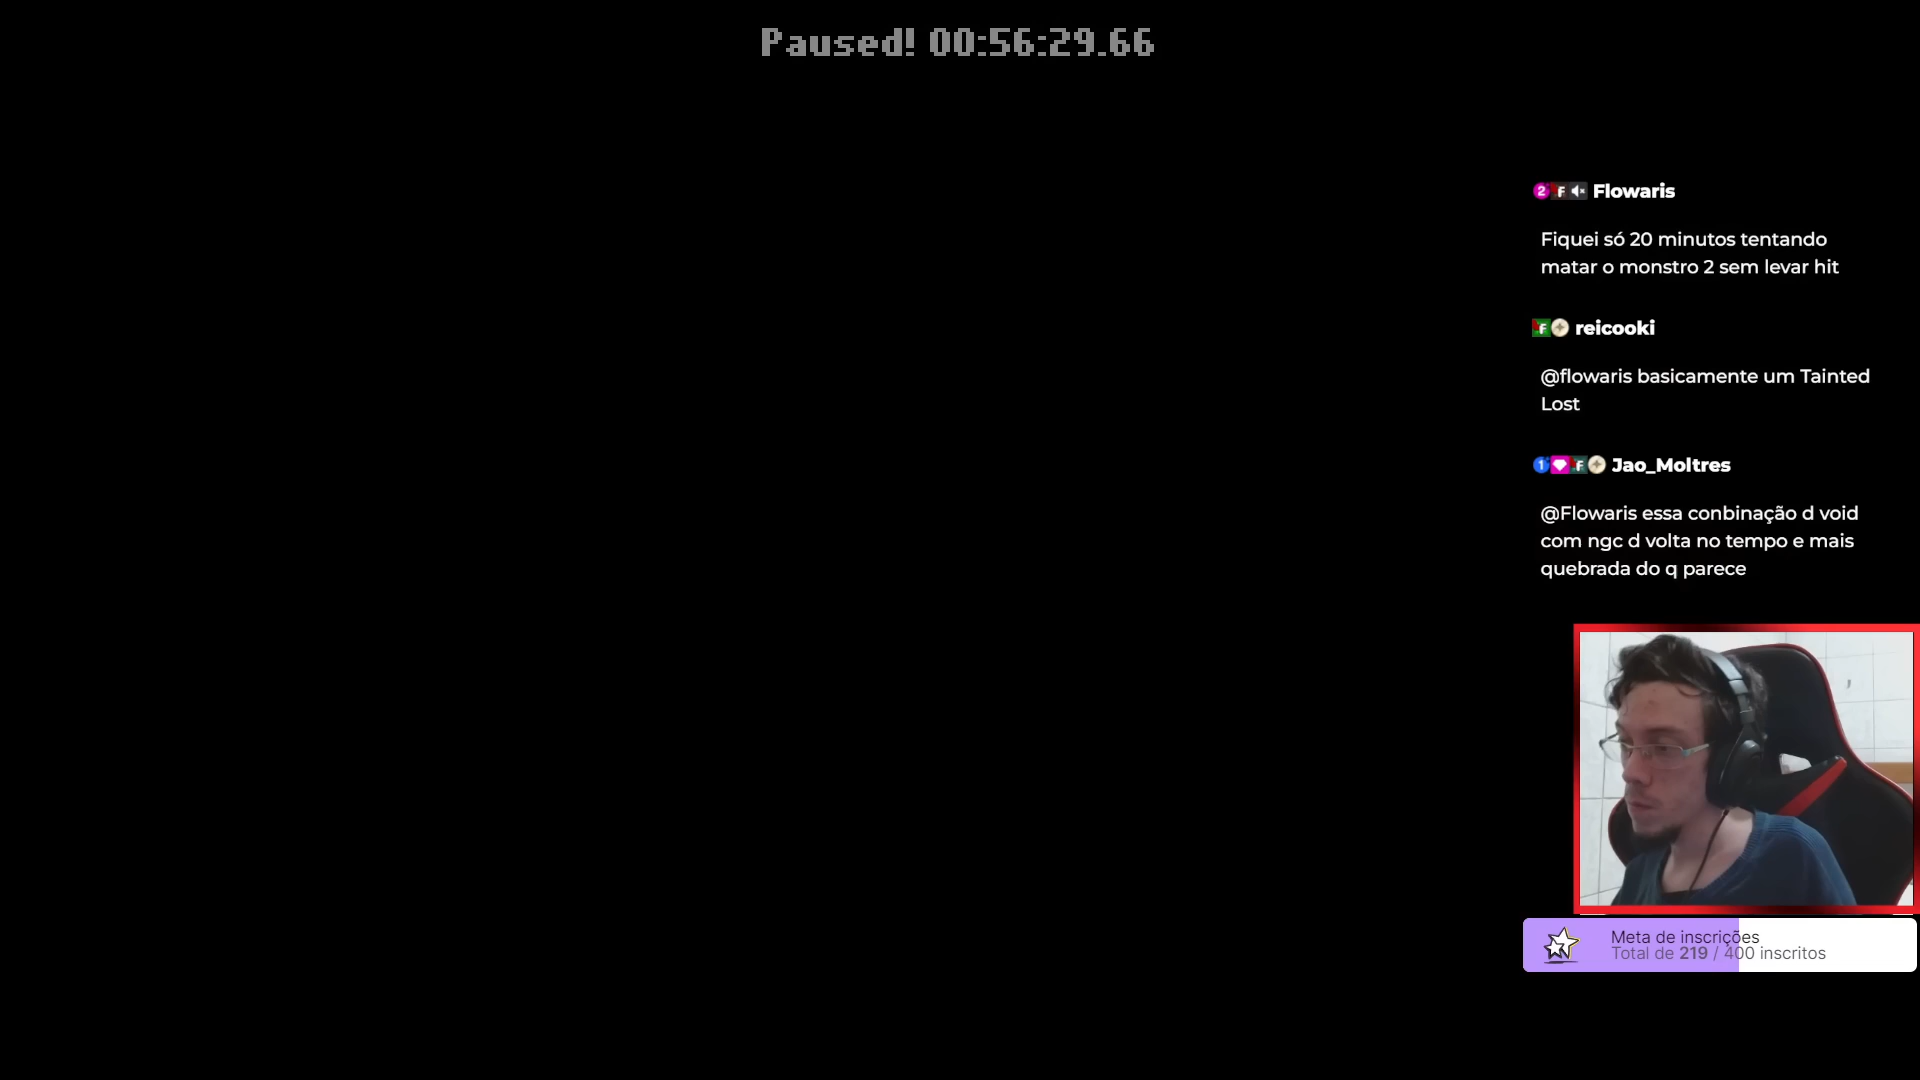 Paused! 00:56:29.66
2 F Flowaris
Fiquei só 20 minutos tentando
matar o monstro 2 sem levar hit
F reicooki
@flowaris basicamente um Tainted
Lost
1 F Jao_Moltres
@Flowaris essa conbinação d void
com ngc d volta no tempo e mais
quebrada do q parece
Meta de inscrições
Total de 219 / 400 inscritos